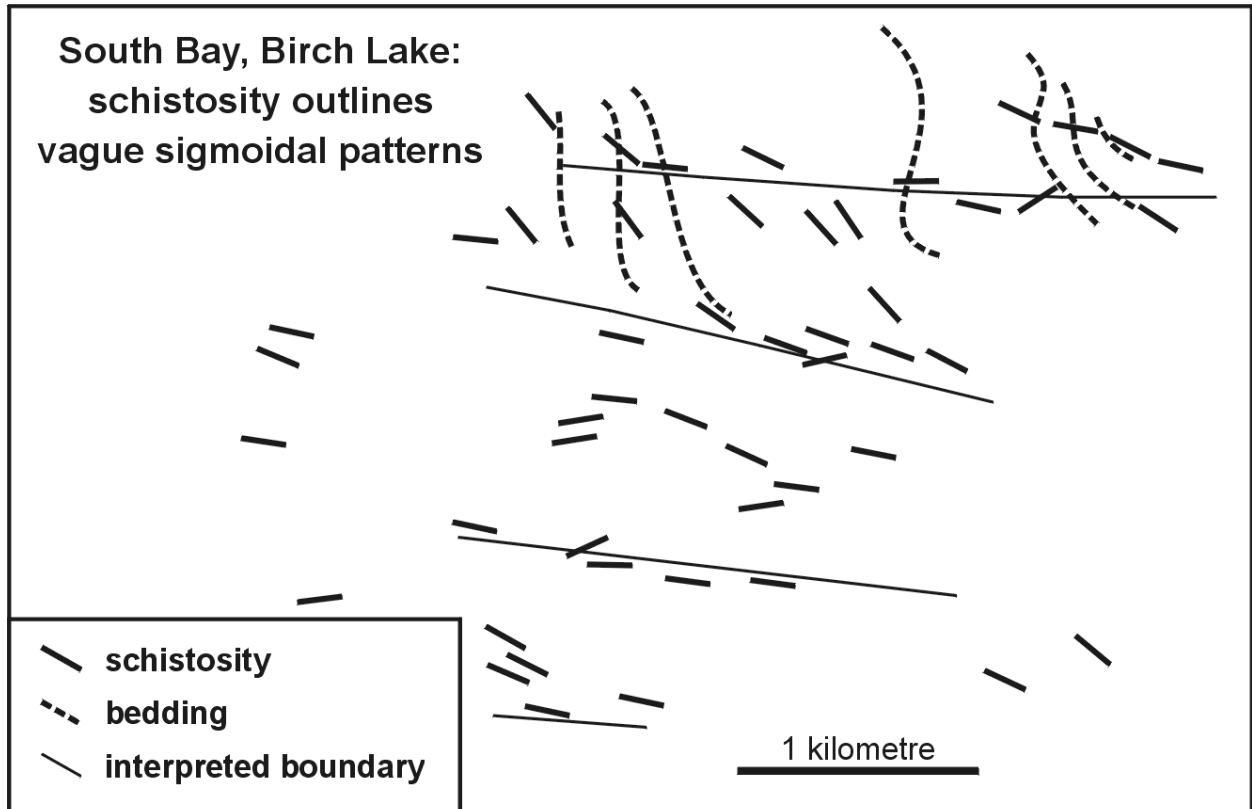 South Bay, Birch Lake:
schistosity outlines
vague sigmoidal patterns
schistosity
bedding
interpreted boundary
1 kilometre